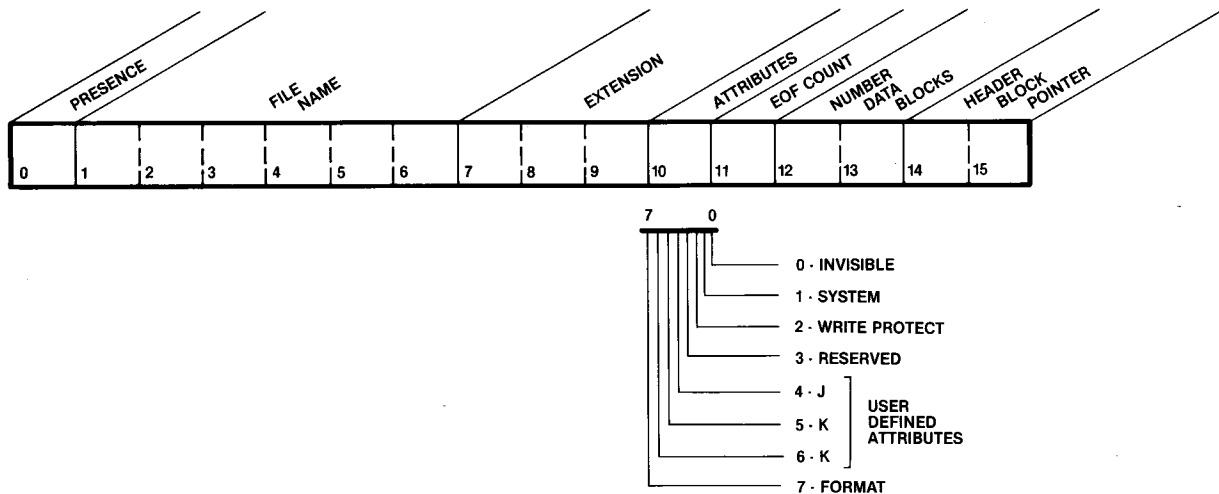 PRESENCE
FILE
NAME
EXTENSION
ATTRIBUTES
EOF COUNT
NUMBER
DATA
BLOCKS
HEADER
BLOCK
POINTER
0 1 2 3 4 5 6 7 8 9 10 11 12 13 14 15
7 0
0 - INVISIBLE
1 - SYSTEM
2 - WRITE PROTECT
3 - RESERVED
4 - J
5 - K
6 - K
USER
DEFINED
ATTRIBUTES
7 - FORMAT